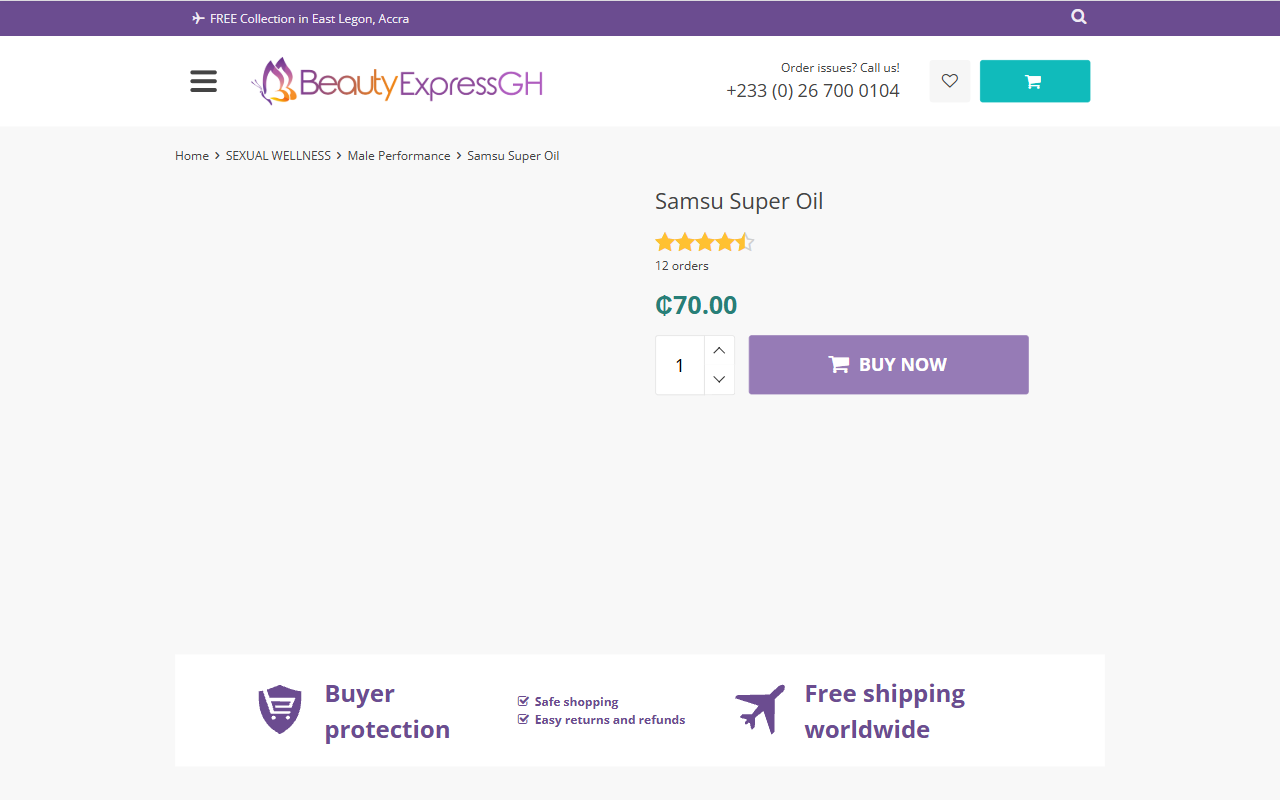 FREE Collection in East Legon, Accra
BeautyExpressGH
Order issues? Call us!
+233 (0) 26 700 0104
Home > SEXUAL WELLNESS > Male Performance > Samsu Super Oil
Samsu Super Oil
12 orders
₵70.00
1
BUY NOW
Buyer
protection
Safe shopping
Easy returns and refunds
Free shipping
worldwide